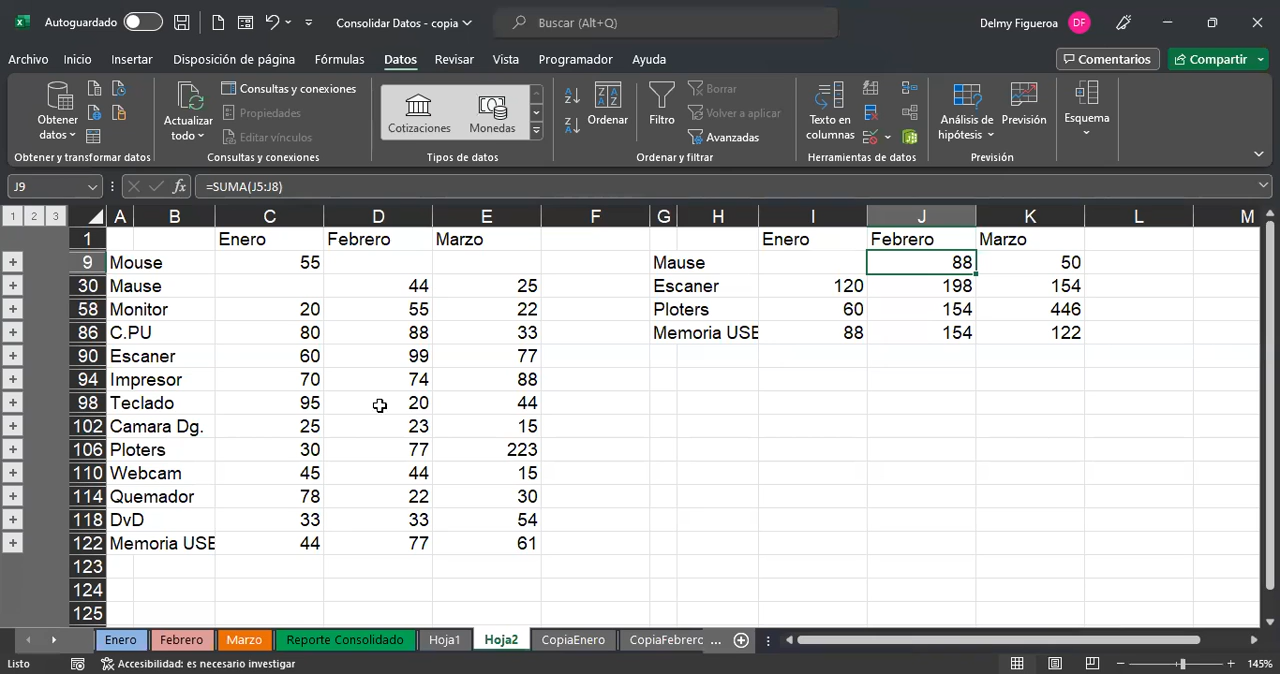 Autoguardado Consolidar Datos - copia Buscar (Alt+Q) Delmy Figueroa DF
Archivo Inicio Insertar Disposición de página Fórmulas Datos Revisar Vista Programador Ayuda Comentarios Compartir
Obtener datos
Actualizar todo
Consultas y conexiones
Propiedades
Editar vínculos
Cotizaciones Monedas
Ordenar
Filtro
Borrar
Volver a aplicar
Avanzadas
Texto en columnas
Análisis de hipótesis
Previsión
Esquema
Obtener y transformar datos Consultas y conexiones Tipos de datos Ordenar y filtrar Herramientas de datos Previsión
J9 fx =SUMA(J5:J8)
1 2 3 A B C D E F G H I J K L M
1 Enero Febrero Marzo Enero Febrero Marzo
9 Mouse 55 Mause 88 50
30 Mause 44 25 Escaner 120 198 154
58 Monitor 20 55 22 Ploters 60 154 446
86 C.PU 80 88 33 Memoria USE 88 154 122
90 Escaner 60 99 77
94 Impresor 70 74 88
98 Teclado 95 20 44
102 Camara Dg. 25 23 15
106 Ploters 30 77 223
110 Webcam 45 44 15
114 Quemador 78 22 30
118 DvD 33 33 54
122 Memoria USE 44 77 61
123
124
125
Enero Febrero Marzo Reporte Consolidado Hoja1 Hoja2 CopiaEnero CopiaFebrero ...
Listo Accesibilidad: es necesario investigar 145%